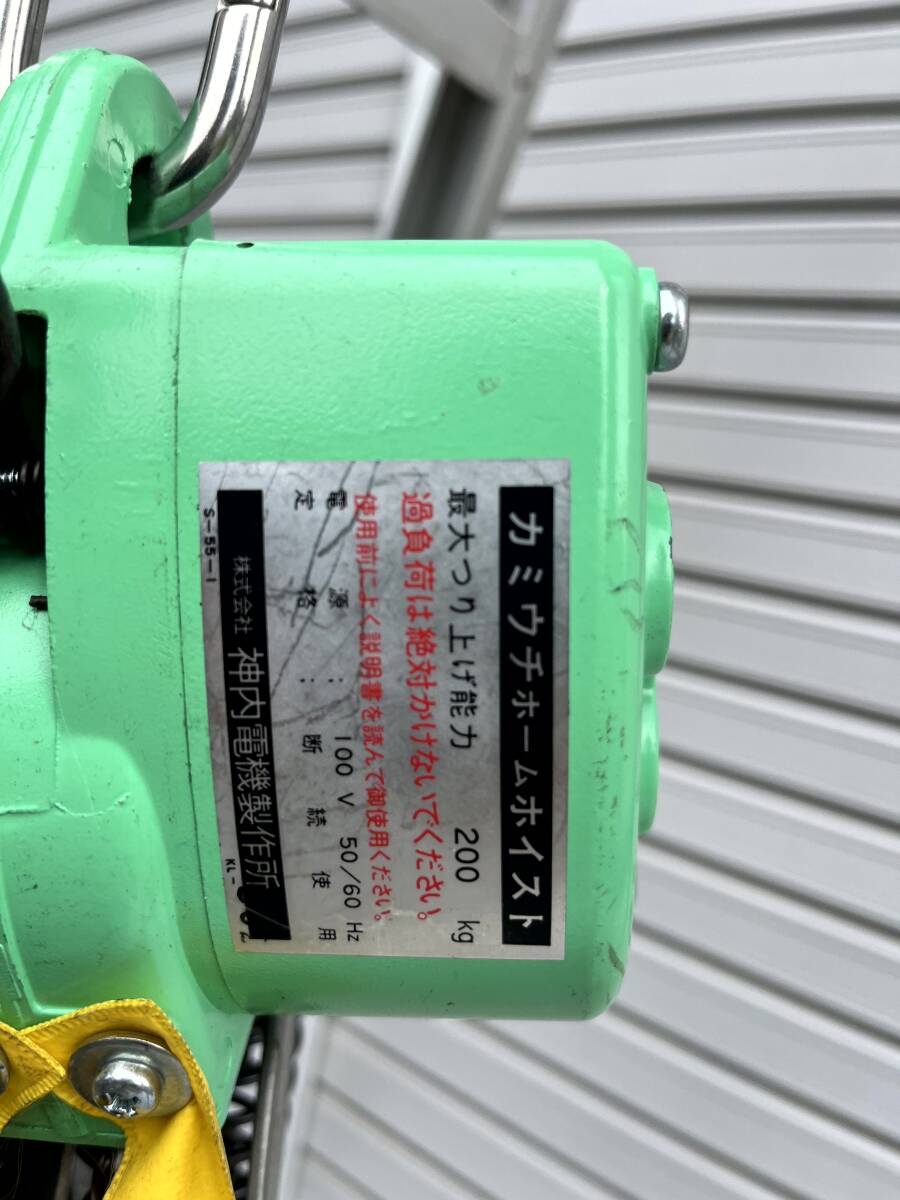 カミウチホームホイスト
最大つり上げ能力 200 kg
過負荷は絶対かけないでください。
使用前によく説明書を読んで御使用ください。
電源 : 100 V 50/60 Hz
定格 : 断続使用
株式会社 神内電機製作所
S-55-1
KL-